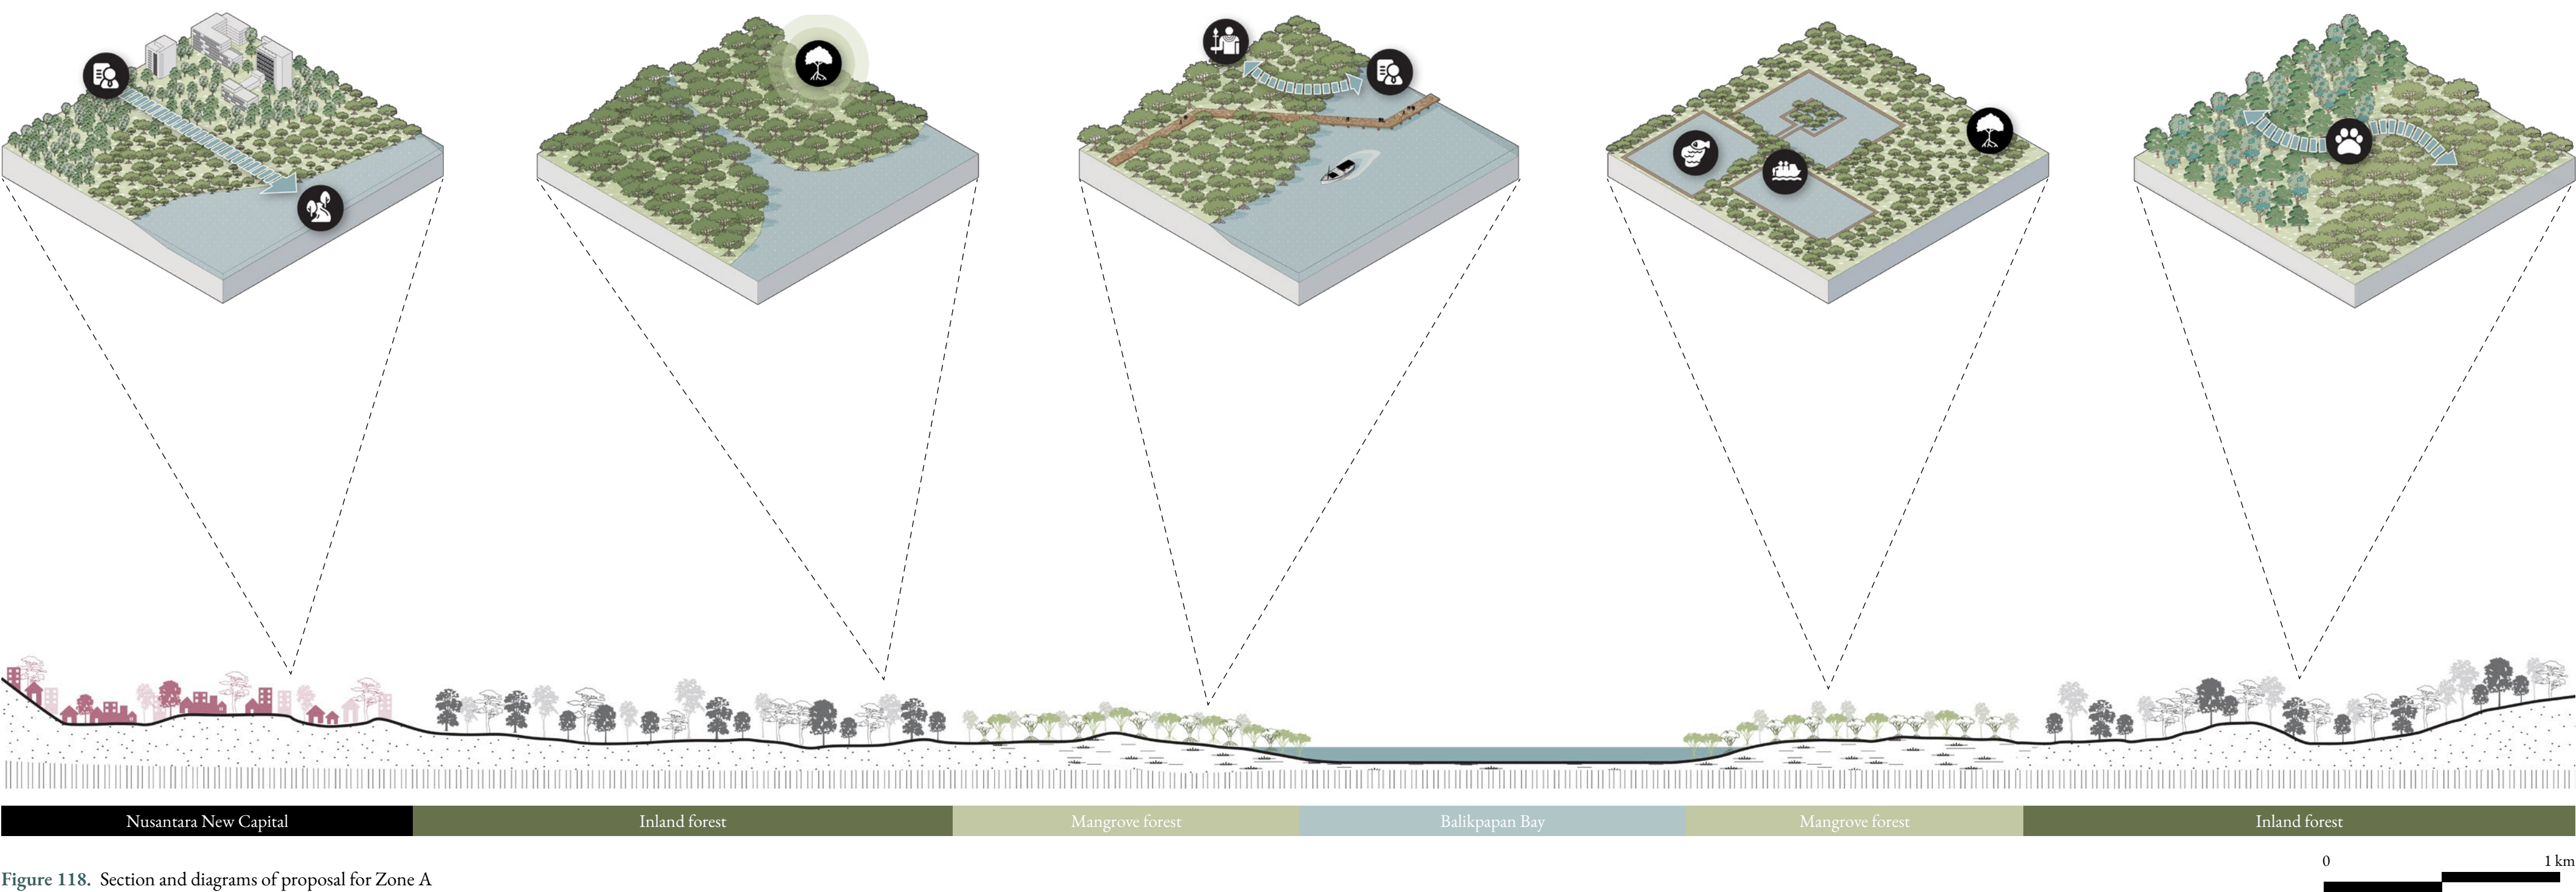 Nusantara New Capital
Inland forest
Mangrove forest
Balikpapan Bay
Mangrove forest
Inland forest
0
1 km
Figure 118. Section and diagrams of proposal for Zone A